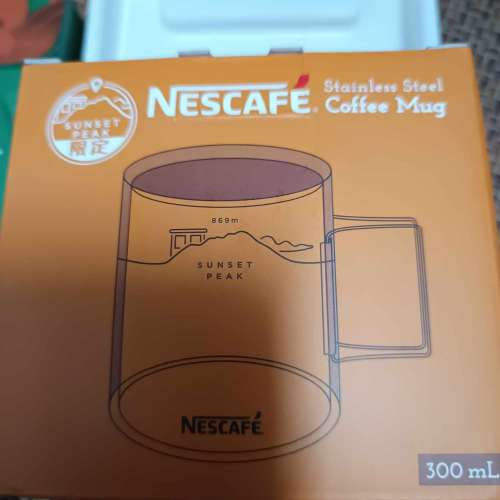 SUNSET
PEAK
限定
NESCAFÉ
Stainless Steel
Coffee Mug
869m
SUNSET
PEAK
NESCAFÉ
300 mL